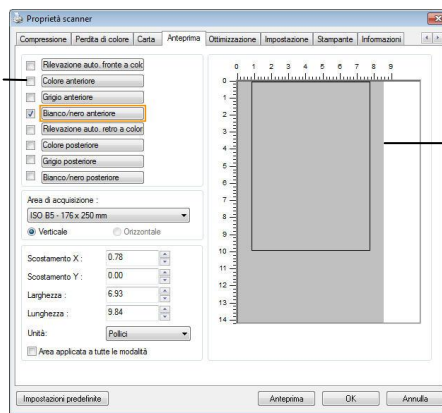 Proprietà scanner
Compressione Perdita di colore Carta Anteprima Ottimizzazione Impostazione Stampante Informazioni
Rilevazione auto. fronte a colc
Colore anteriore
Grigio anteriore
Bianco/nero anteriore
Rilevazione auto. retro a color
Colore posteriore
Grigio posteriore
Bianco/nero posteriore
Area di acquisizione :
ISO B5 - 176 x 250 mm
Verticale Orizzontale
Scostamento X : 0.78
Scostamento Y : 0.00
Larghezza : 6.93
Lunghezza : 9.84
Unità: Pollici
Area applicata a tutte le modalità
0 1 2 3 4 5 6 7 8 9
0
1
2
3
4
5
6
7
8
9
10
11
12
13
14
Impostazioni predefinite Anteprima OK Annulla